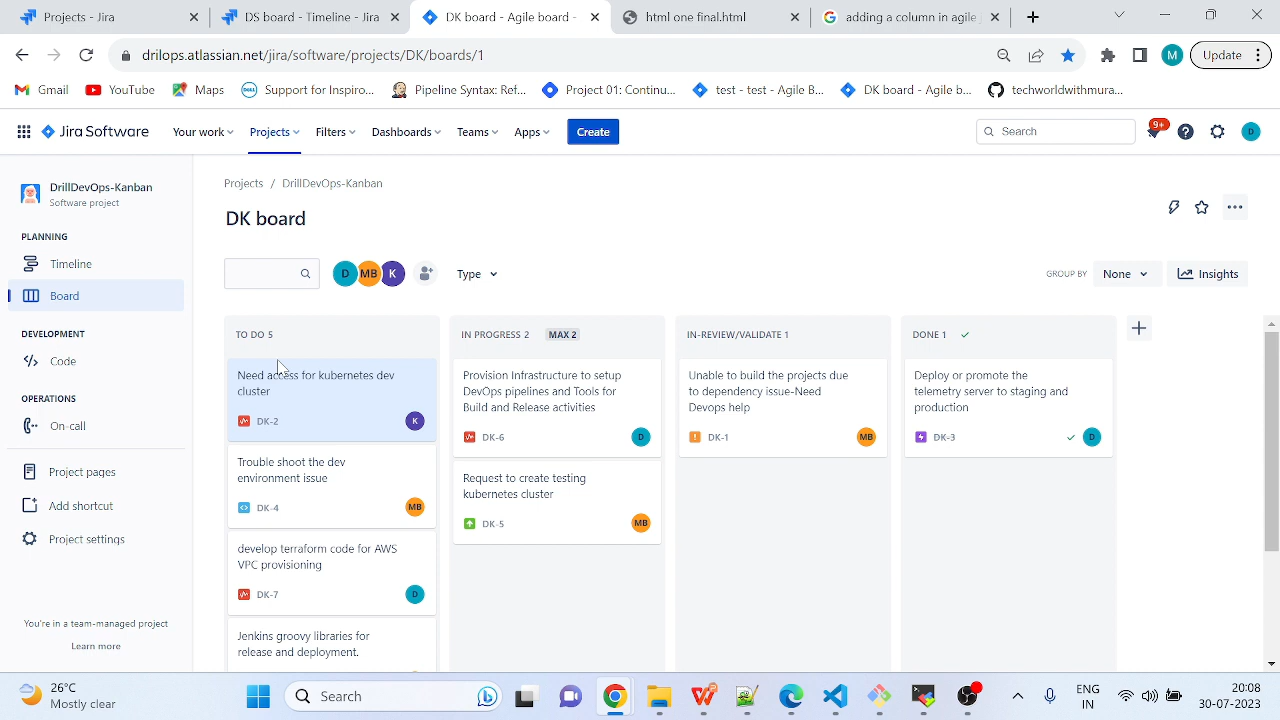 Projects - Jira
DS board - Timeline - Jira
DK board - Agile board -
html one final.html
adding a column in agile
drilops.atlassian.net/jira/software/projects/DK/boards/1
M
Update
Gmail
YouTube
Maps
Support for Inspiro...
Pipeline Syntax: Ref...
Project 01: Continu...
test - test - Agile B...
DK board - Agile b...
techworldwithmura...
Jira Software
Your work
Projects
Filters
Dashboards
Teams
Apps
Create
Search
9+
D
DrillDevOps-Kanban
Software project
PLANNING
Timeline
Board
DEVELOPMENT
Code
OPERATIONS
On-call
Project pages
Add shortcut
Project settings
You're in a team-managed project
Learn more
Projects / DrillDevOps-Kanban
DK board
D
MB
K
Type
GROUP BY
None
Insights
TO DO 5
Need access for kubernetes dev
cluster
DK-2
K
Trouble shoot the dev
environment issue
DK-4
MB
develop terraform code for AWS
VPC provisioning
DK-7
D
Jenkins groovy libraries for
release and deployment.
IN PROGRESS 2 MAX 2
Provision Infrastructure to setup
DevOps pipelines and Tools for
Build and Release activities
DK-6
D
Request to create testing
kubernetes cluster
DK-5
MB
IN-REVIEW/VALIDATE 1
Unable to build the projects due
to dependency issue-Need
Devops help
DK-1
MB
DONE 1
Deploy or promote the
telemetry server to staging and
production
DK-3
D
26°C
Mostly clear
Search
ENG
IN
20:08
30-07-2023